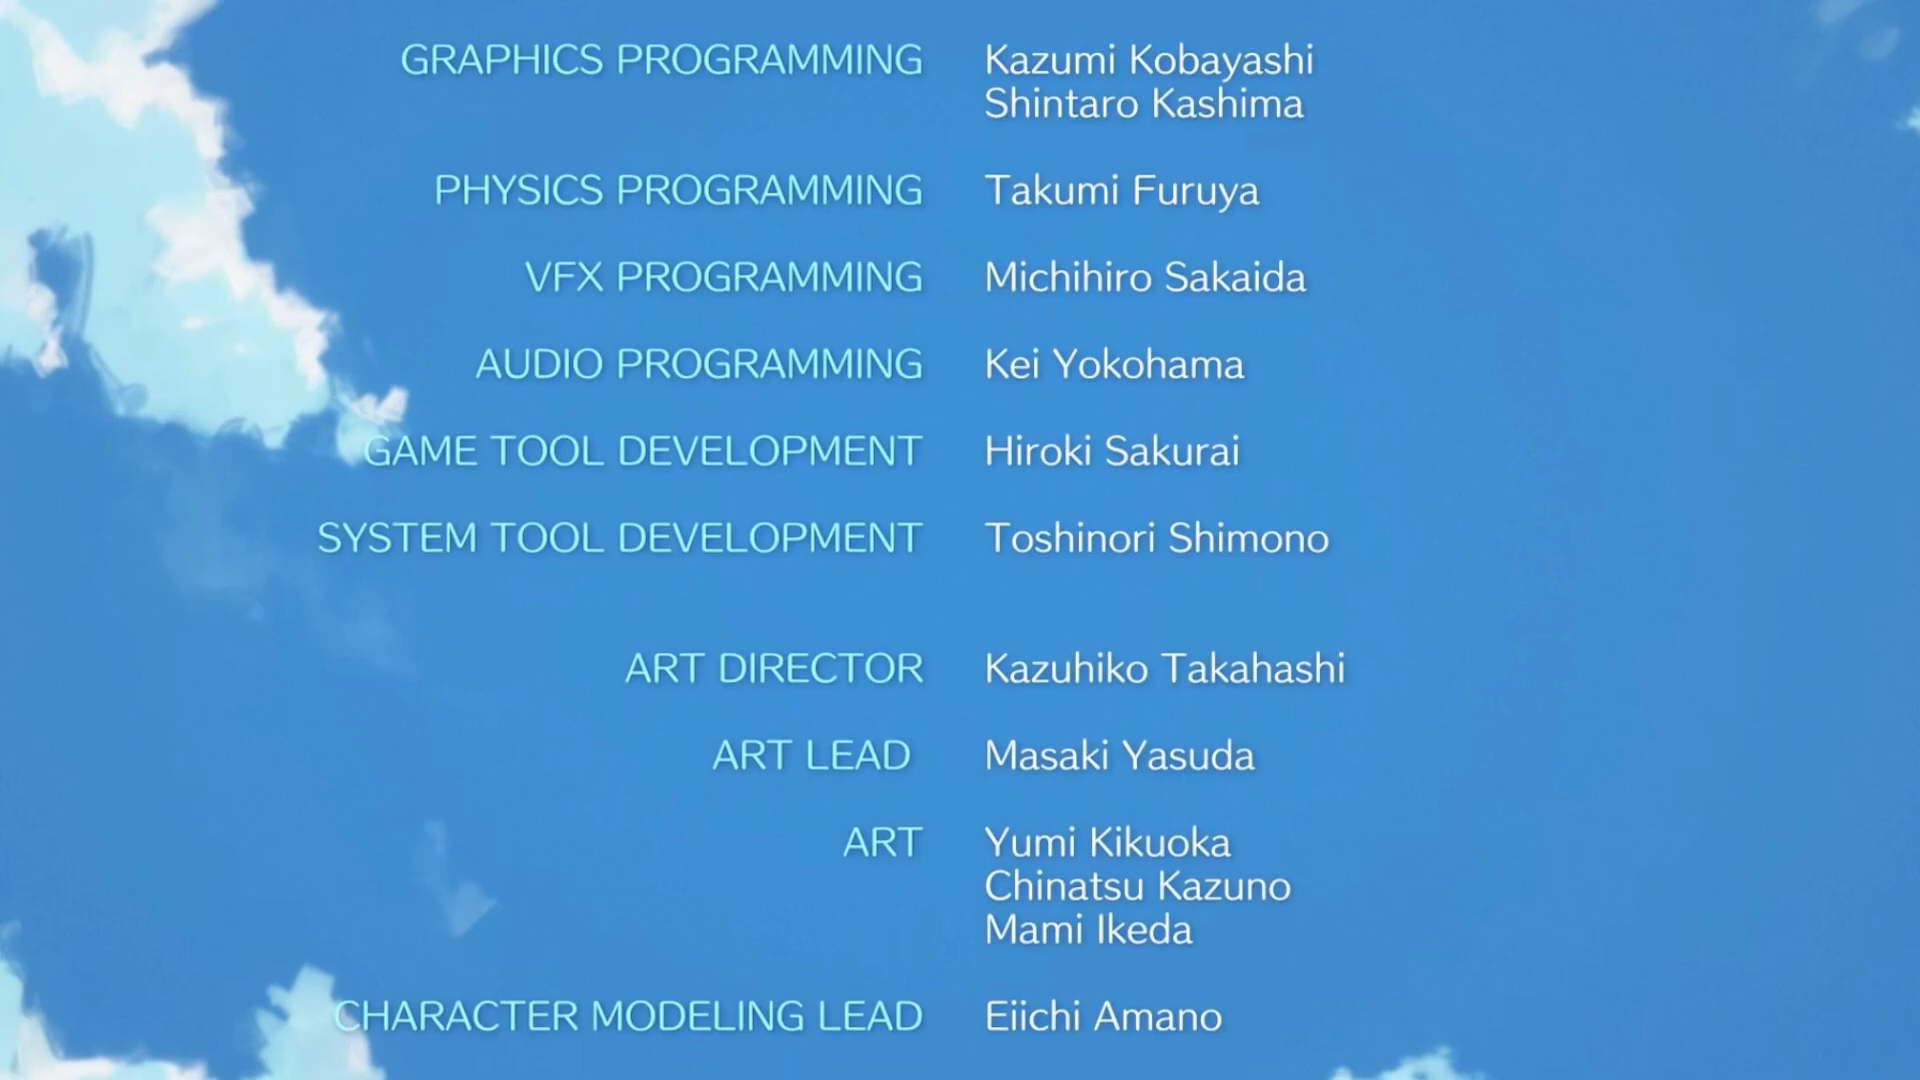 GRAPHICS PROGRAMMING Kazumi Kobayashi
Shintaro Kashima
PHYSICS PROGRAMMING Takumi Furuya
VFX PROGRAMMING Michihiro Sakaida
AUDIO PROGRAMMING Kei Yokohama
GAME TOOL DEVELOPMENT Hiroki Sakurai
SYSTEM TOOL DEVELOPMENT Toshinori Shimono
ART DIRECTOR Kazuhiko Takahashi
ART LEAD Masaki Yasuda
ART Yumi Kikuoka
Chinatsu Kazuno
Mami Ikeda
CHARACTER MODELING LEAD Eiichi Amano